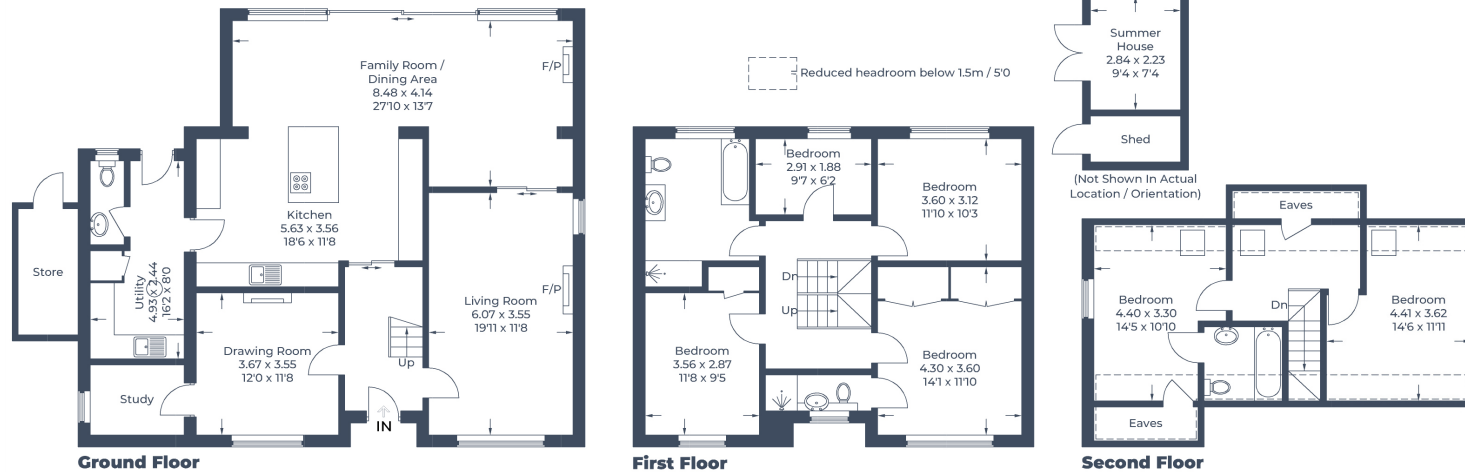 Family Room /
Dining Area
8.48 x 4.14
27'10 x 13'7
F/P
Kitchen
5.63 x 3.56
18'6 x 11'8
Store
Utility
4.93 x 2.44
16'2 x 8'0
Living Room
6.07 x 3.55
19'11 x 11'8
F/P
Drawing Room
3.67 x 3.55
12'0 x 11'8
Up
Study
IN
Ground Floor
Reduced headroom below 1.5m / 5'0
Bedroom
2.91 x 1.88
9'7 x 6'2
Bedroom
3.60 x 3.12
11'10 x 10'3
Dn
Up
Bedroom
3.56 x 2.87
11'8 x 9'5
Bedroom
4.30 x 3.60
14'1 x 11'10
First Floor
Summer
House
2.84 x 2.23
9'4 x 7'4
Shed
(Not Shown In Actual
Location / Orientation)
Eaves
Bedroom
4.40 x 3.30
14'5 x 10'10
Dn
Bedroom
4.41 x 3.62
14'6 x 11'11
Eaves
Second Floor